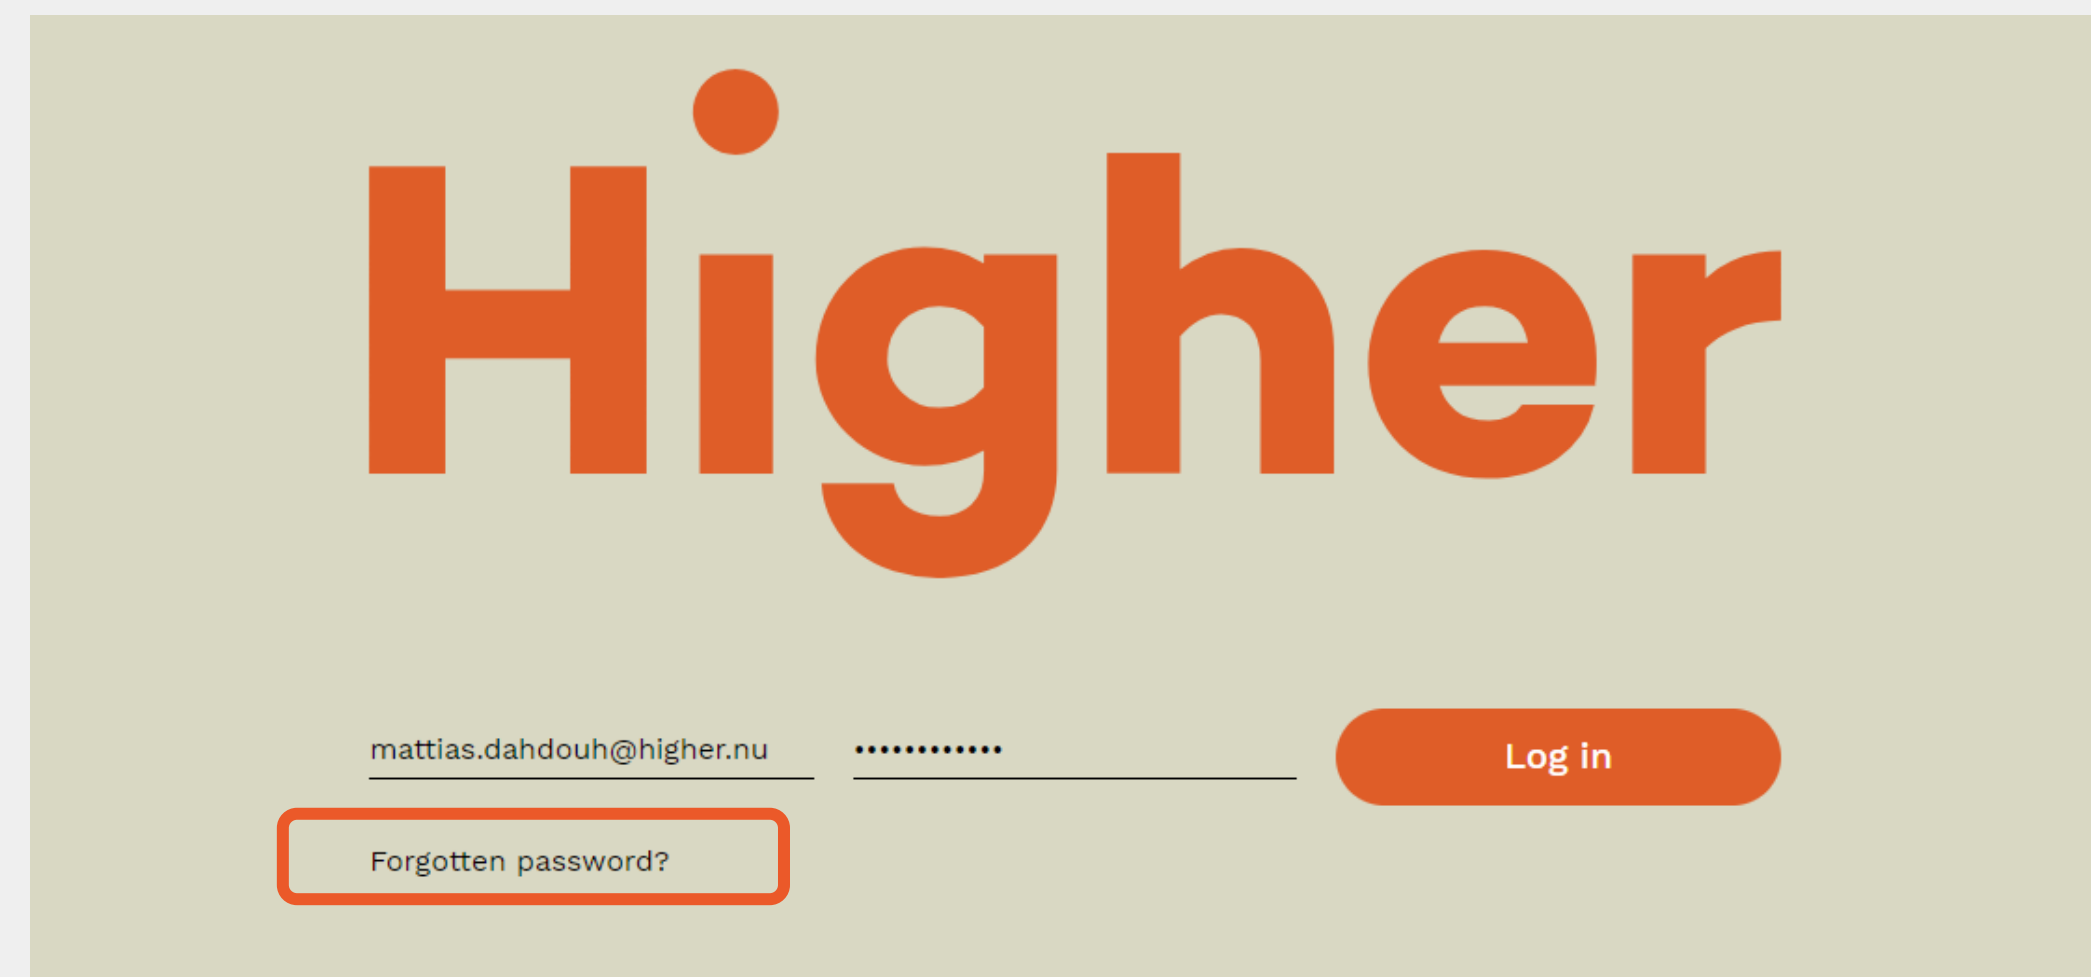 Higher
mattias.dahdouh@higher.nu ••••••••••••
Log in
Forgotten password?